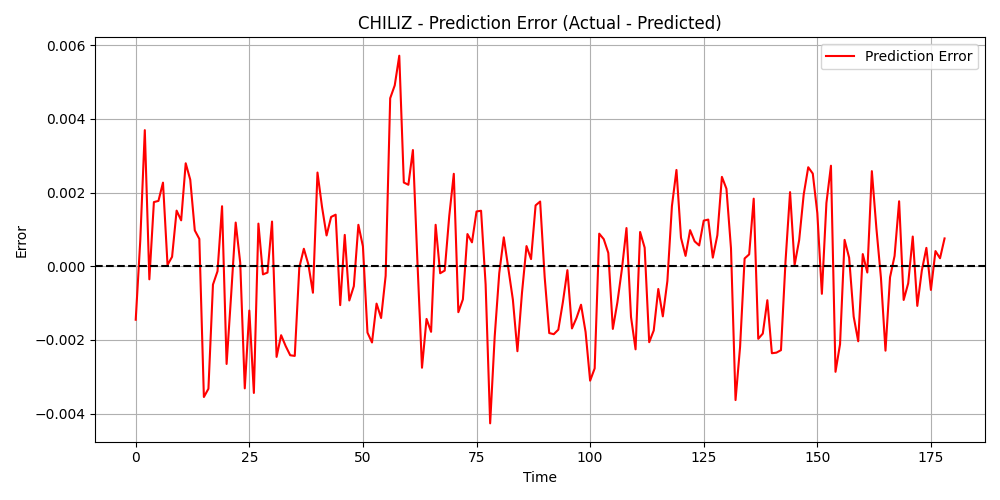 CHILIZ - Prediction Error (Actual - Predicted)
Prediction Error
Error
0.006
0.004
0.002
0.000
−0.002
−0.004
0 25 50 75 100 125 150 175
Time